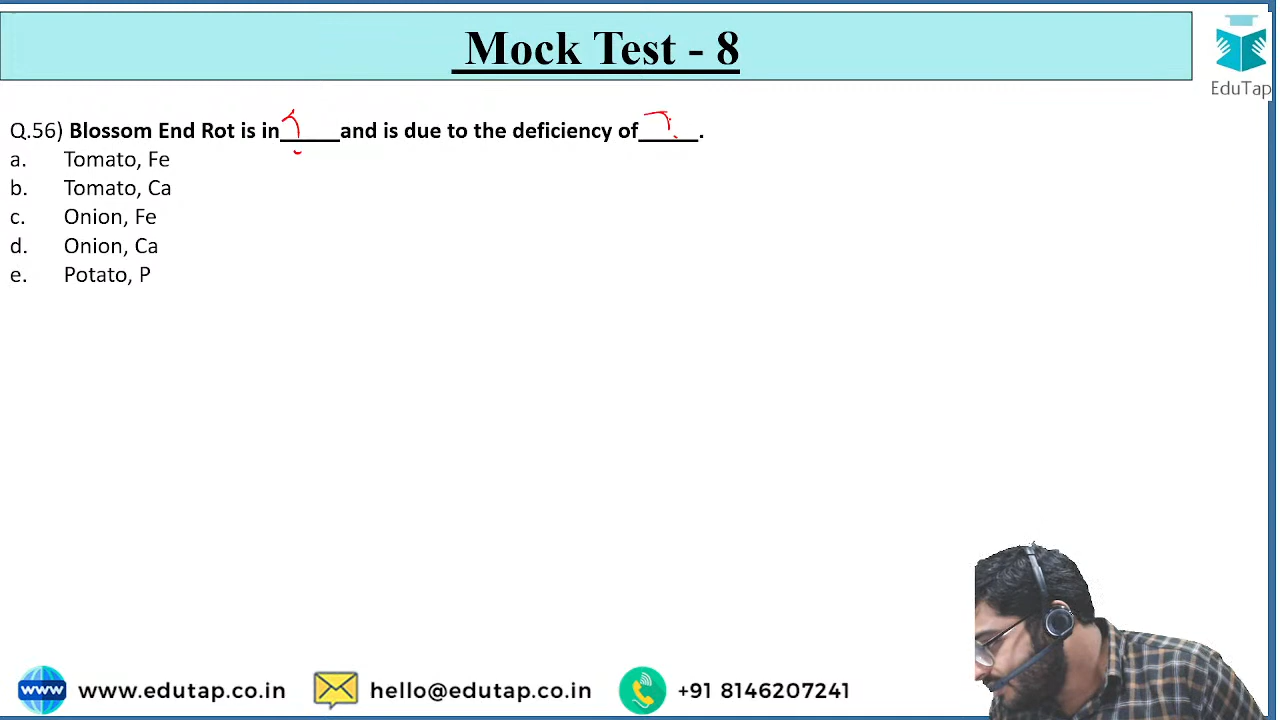 Mock Test - 8
EduTap
Q.56) Blossom End Rot is in_____and is due to the deficiency of_____.
a. Tomato, Fe
b. Tomato, Ca
c. Onion, Fe
d. Onion, Ca
e. Potato, P
www www.edutap.co.in hello@edutap.co.in +91 8146207241